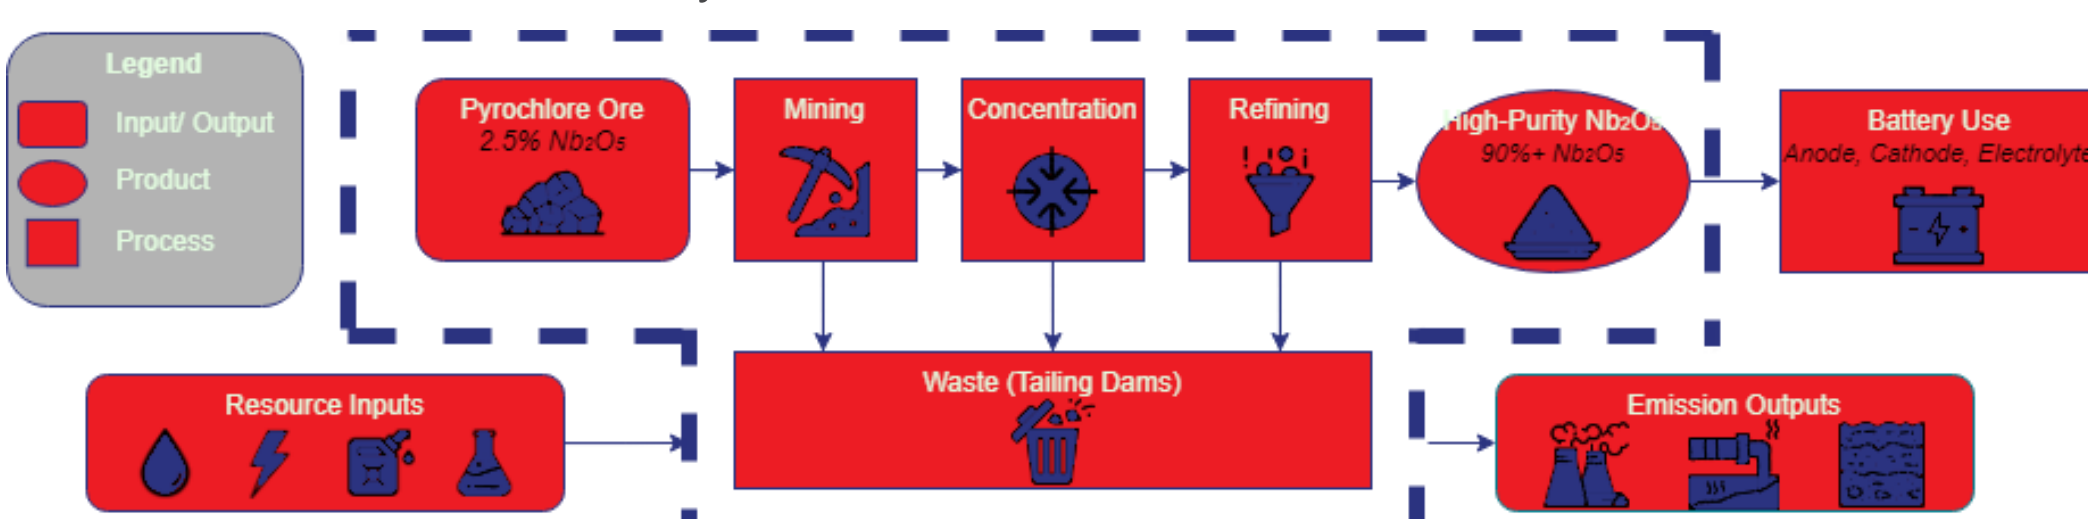 Legend
Input/ Output
Product
Process
Pyrochlore Ore
2.5% Nb₂O₅
Mining
Concentration
Refining
High-Purity Nb₂O₅
90%+ Nb₂O₅
Battery Use
Anode, Cathode, Electrolyte
Waste (Tailing Dams)
Resource Inputs
Emission Outputs